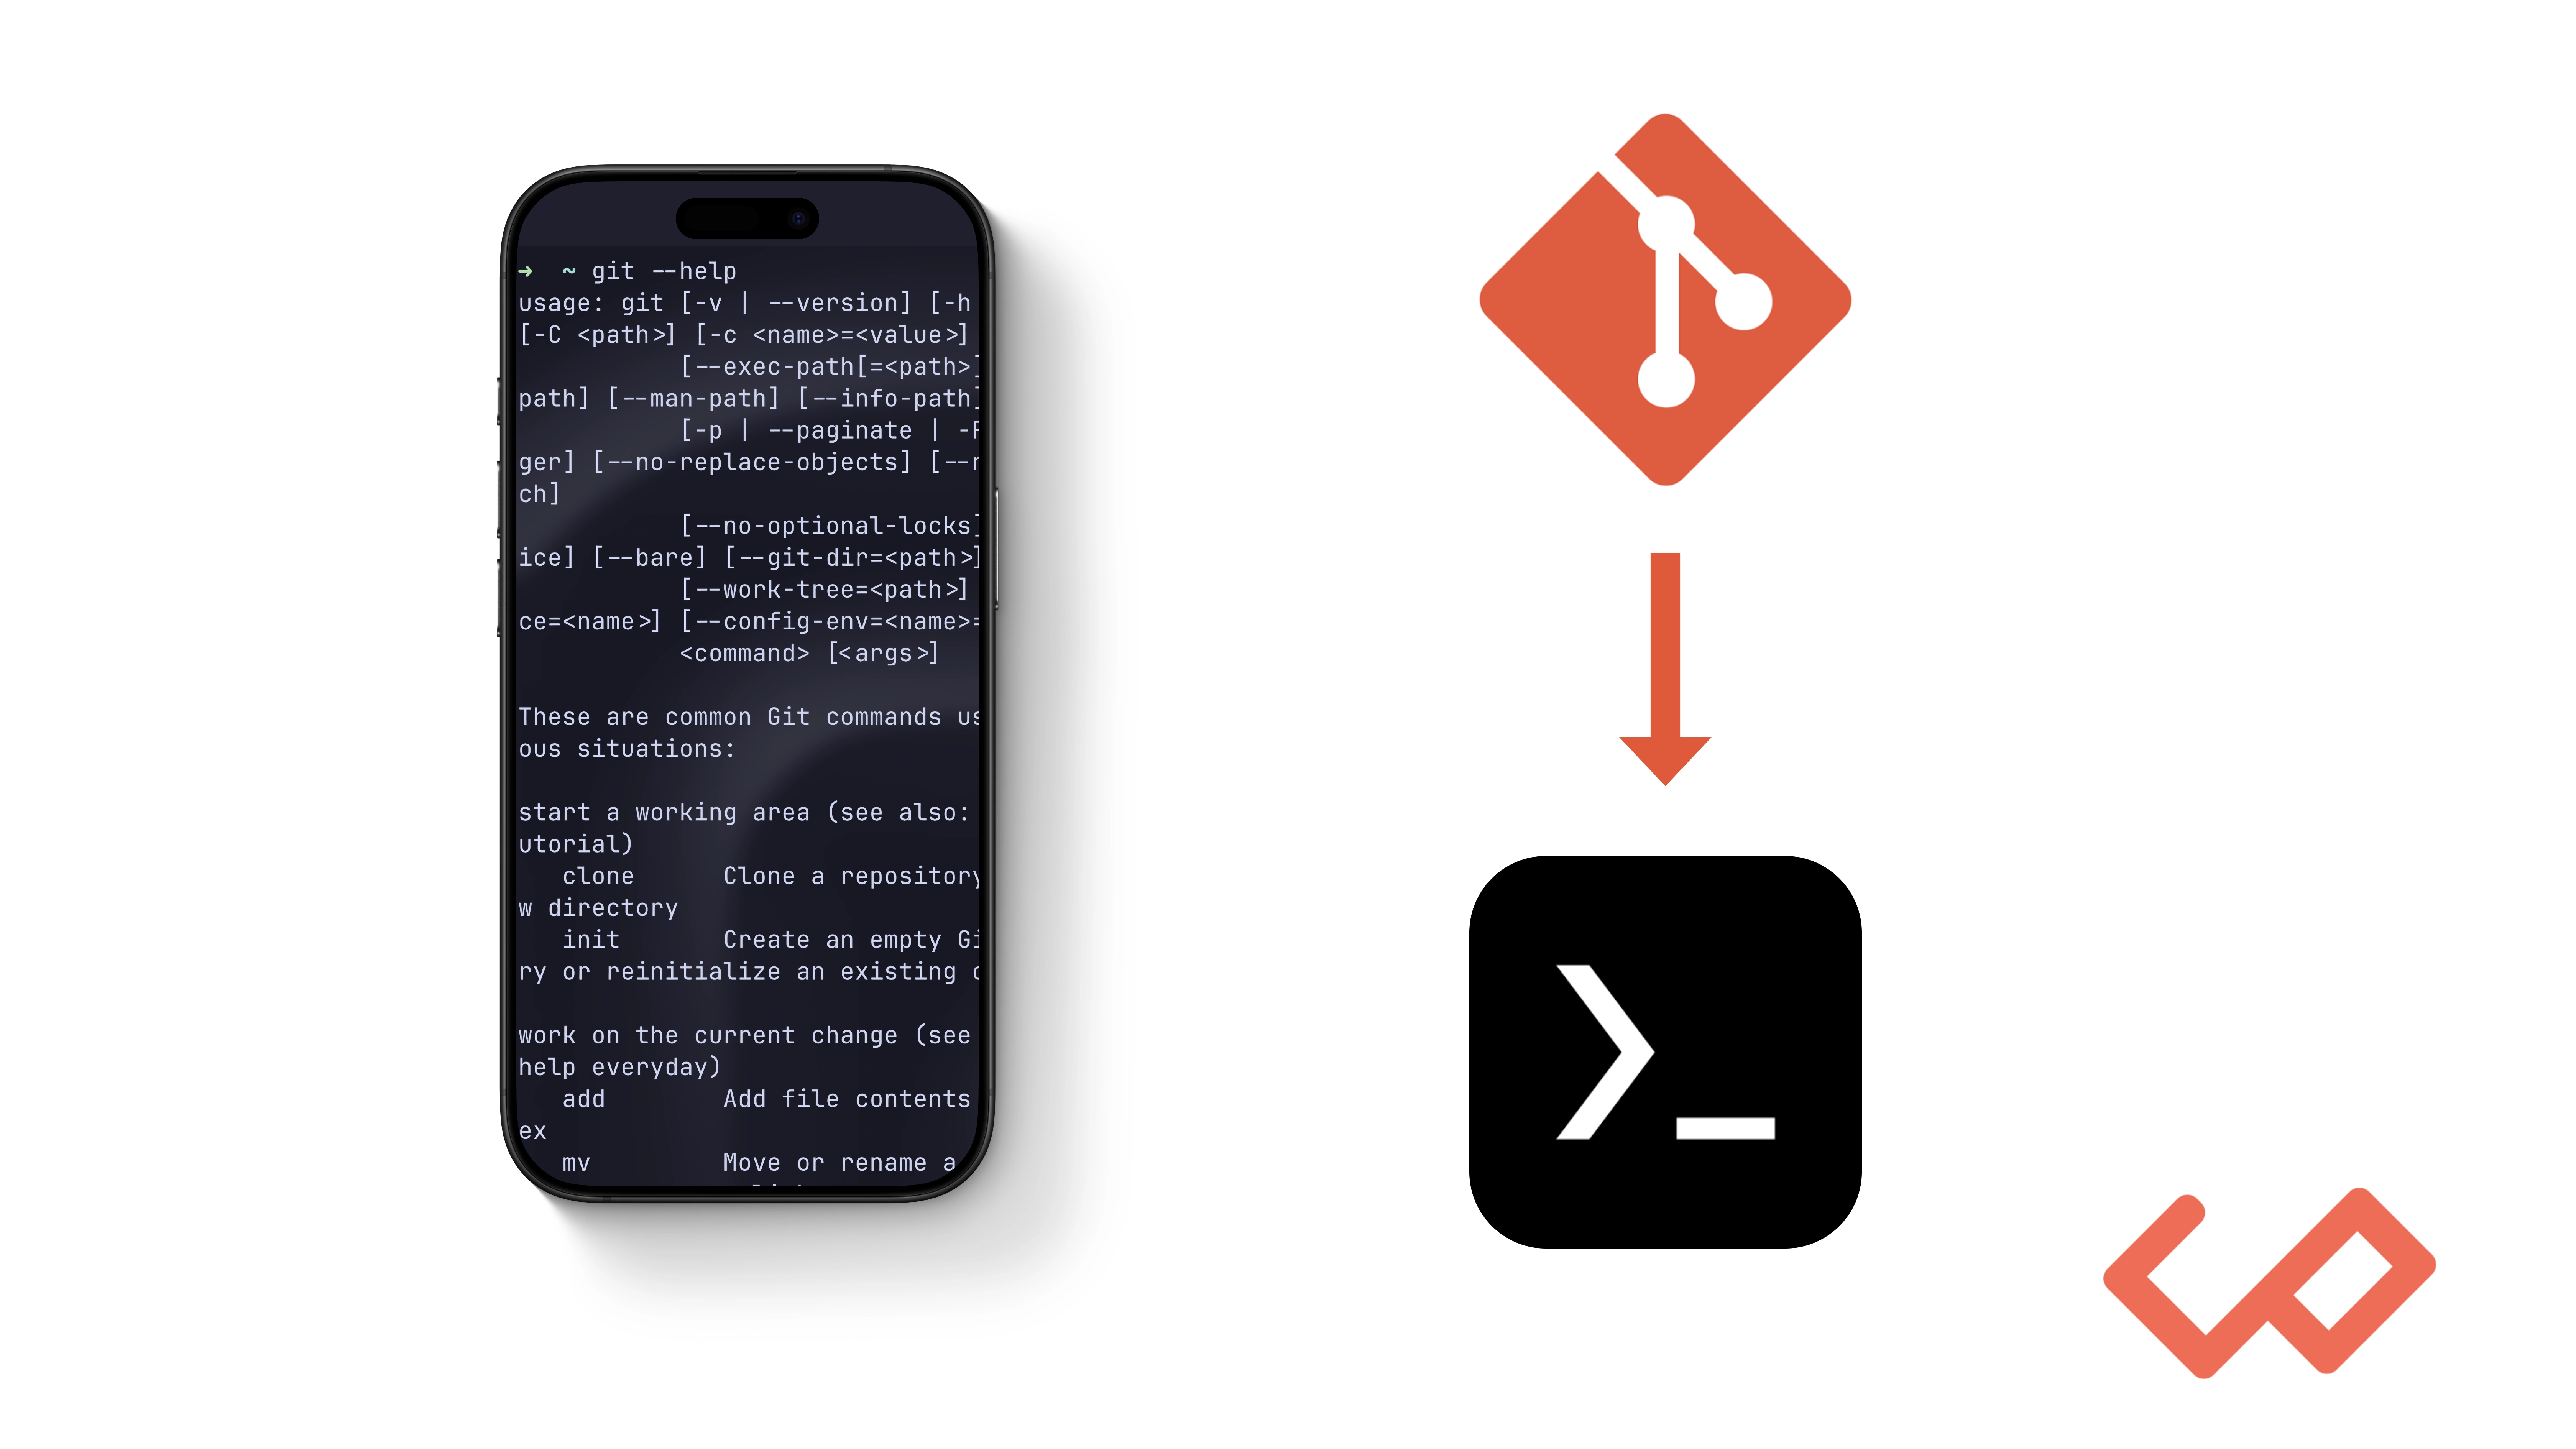 → ~ git --help
usage: git [-v | --version] [-h
[-C <path>] [-c <name>=<value>]
[--exec-path[=<path>]
path] [--man-path] [--info-path]
[-p | --paginate | -P
ger] [--no-replace-objects] [--
ch]
[--no-optional-locks]
ice] [--bare] [--git-dir=<path>]
[--work-tree=<path>]
ce=<name>] [--config-env=<name>=
<command> [<args>]
These are common Git commands us
ous situations:
start a working area (see also:
utorial)
clone Clone a repository
w directory
init Create an empty Gi
ry or reinitialize an existing
work on the current change (see
help everyday)
add Add file contents
ex
mv Move or rename a